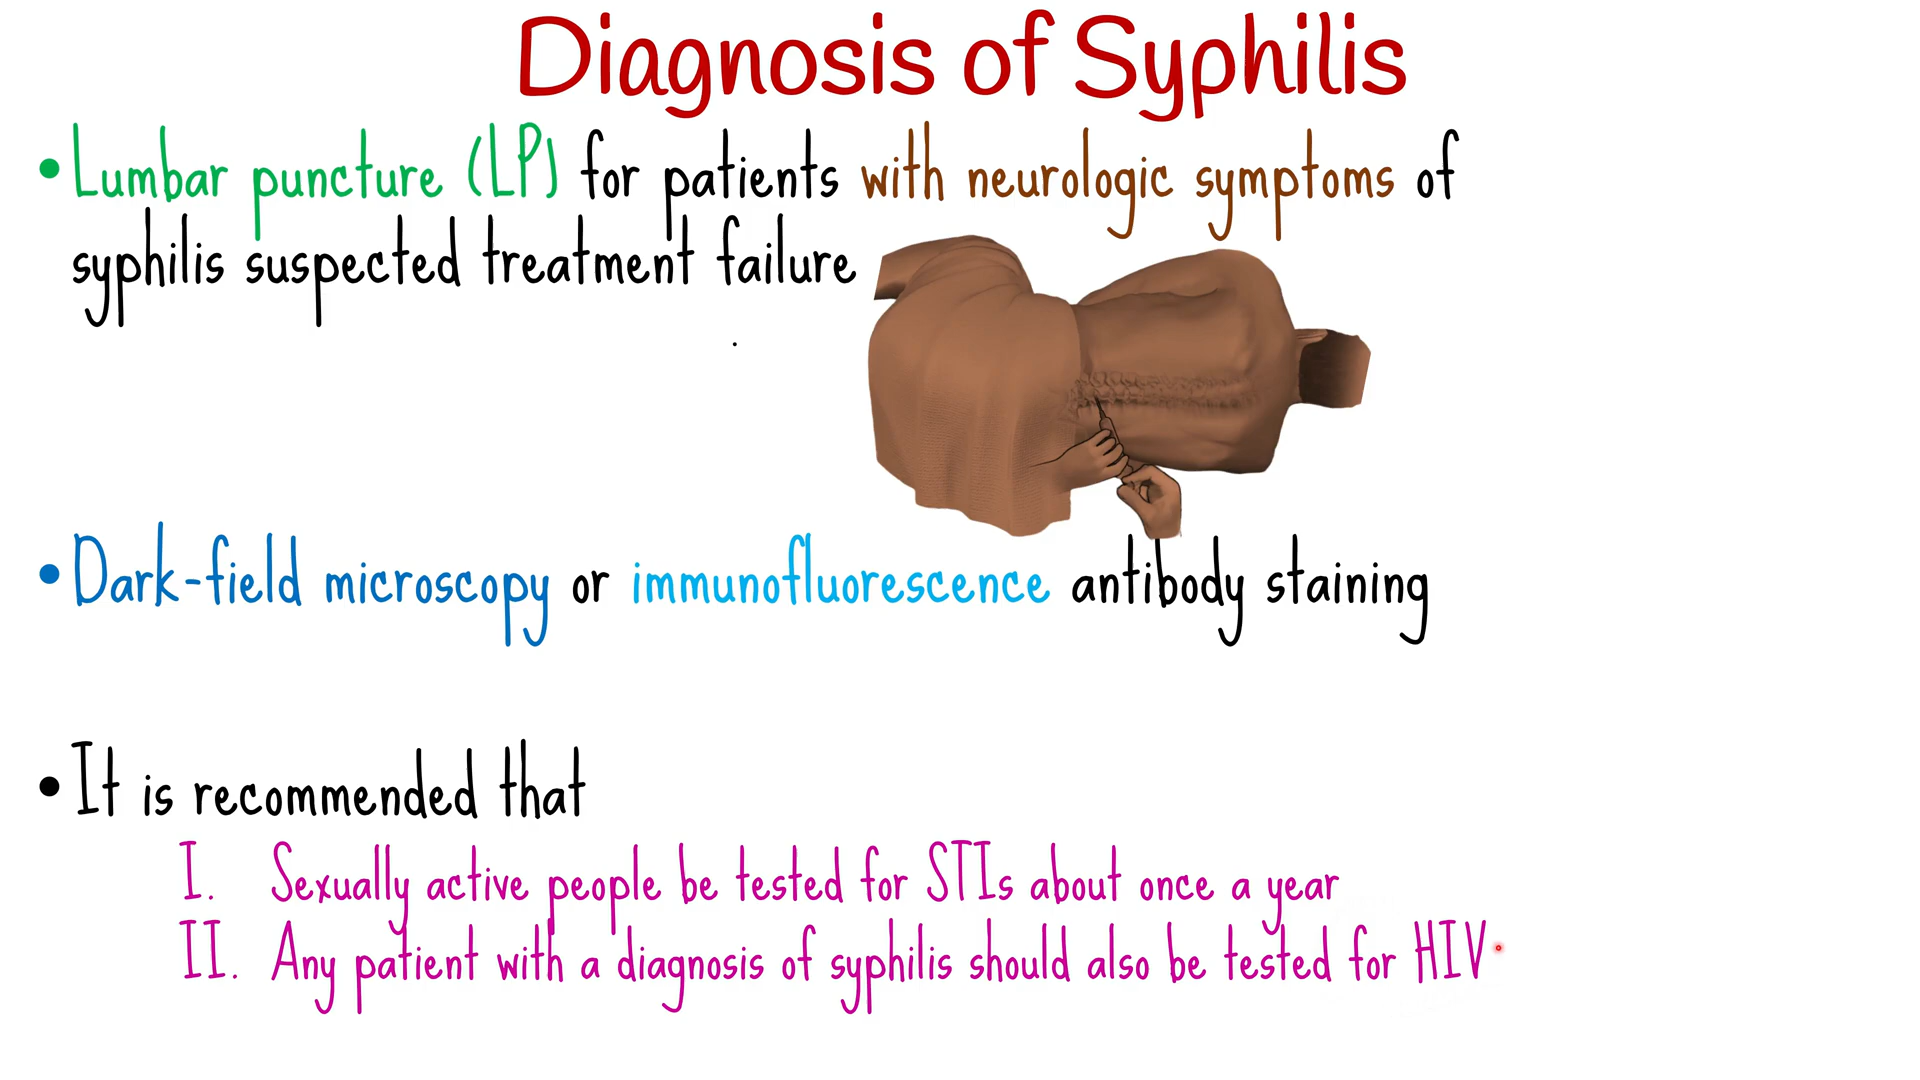 Diagnosis of Syphilis
• Lumbar puncture (LP) for patients with neurologic symptoms of
syphilis suspected treatment failure
• Dark-field microscopy or immunofluorescence antibody staining
• It is recommended that
I. Sexually active people be tested for STIs about once a year
II. Any patient with a diagnosis of syphilis should also be tested for HIV